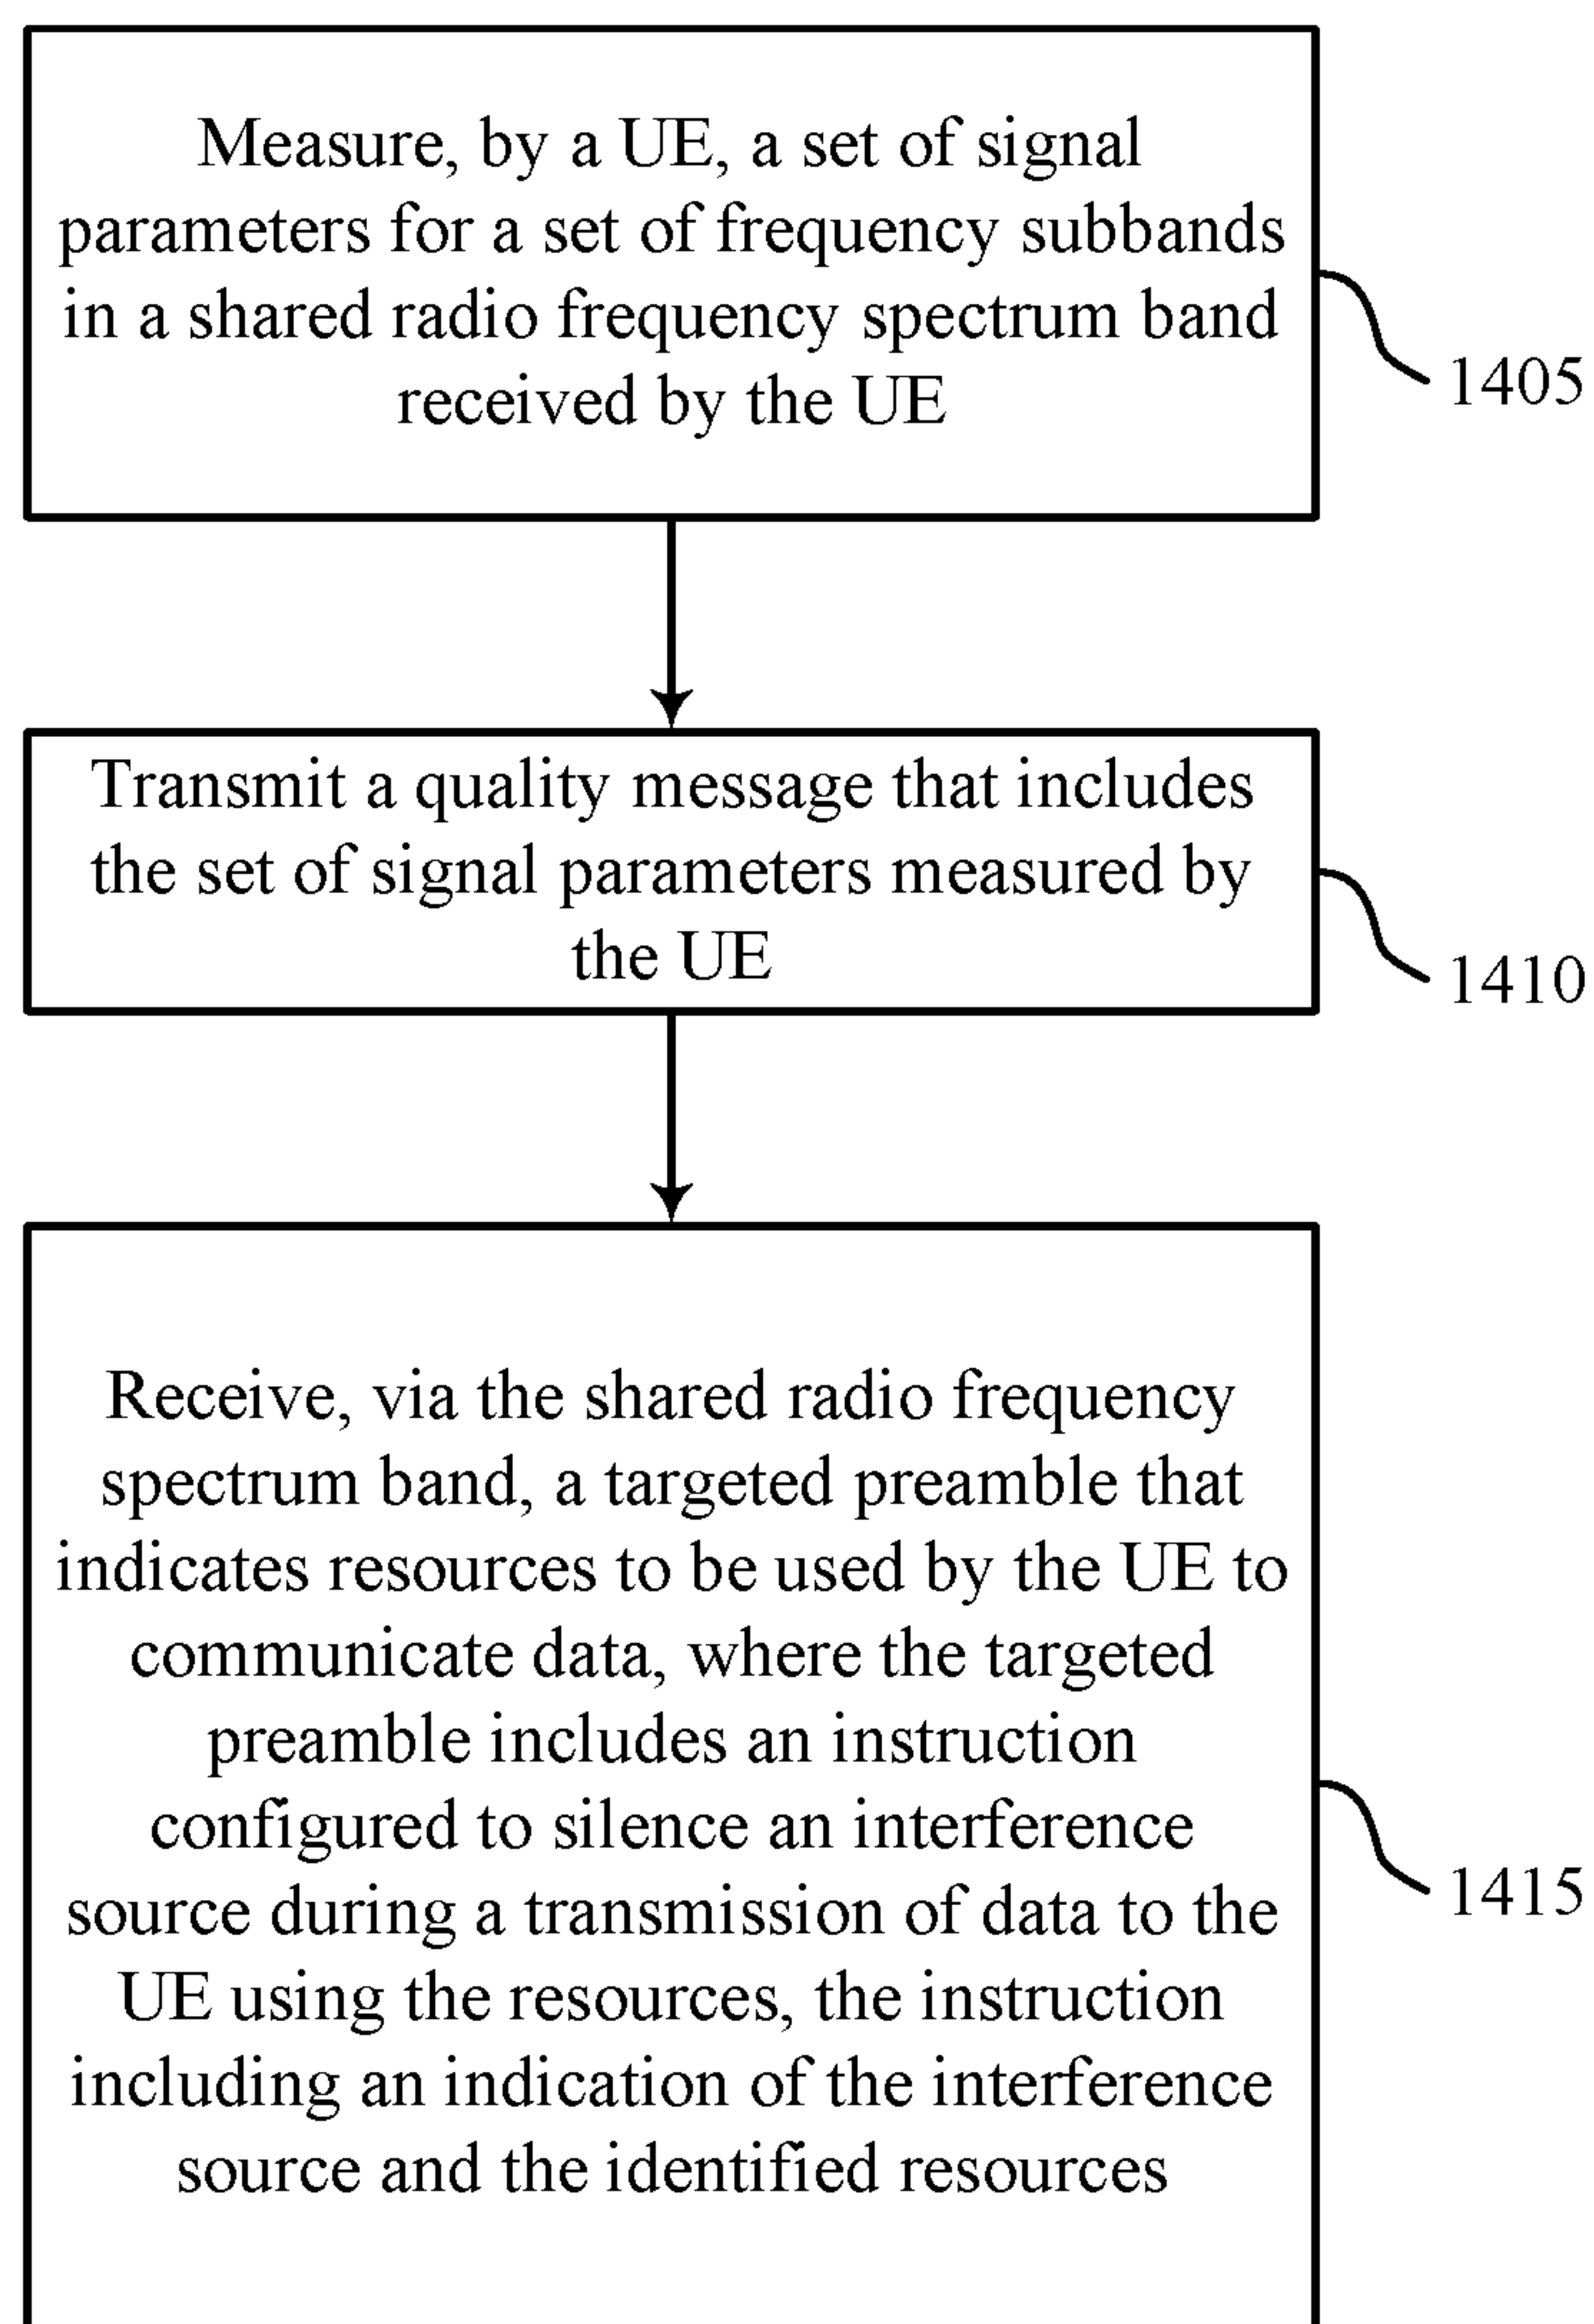 Measure, by a UE, a set of signal
parameters for a set of frequency subbands
in a shared radio frequency spectrum band
received by the UE
1405
Transmit a quality message that includes
the set of signal parameters measured by
the UE
1410
Receive, via the shared radio frequency
spectrum band, a targeted preamble that
indicates resources to be used by the UE to
communicate data, where the targeted
preamble includes an instruction
configured to silence an interference
source during a transmission of data to the
UE using the resources, the instruction
including an indication of the interference
source and the identified resources
1415